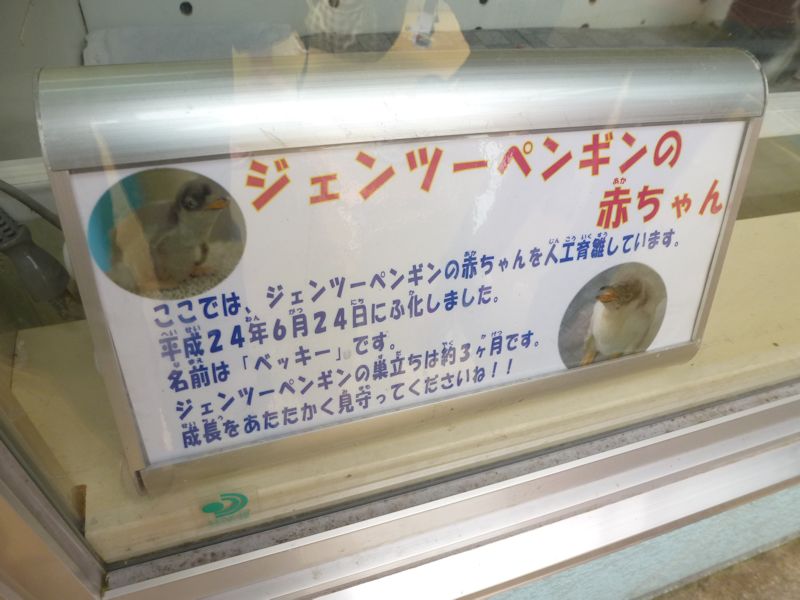 ジェンツーペンギンの
赤ちゃん
ここでは、ジェンツーペンギンの赤ちゃんを人工育雛しています。
平成24年6月24日にふ化しました。
名前は「ベッキー」です。
ジェンツーペンギンの巣立ちは約3ヶ月です。
成長をあたたかく見守ってくださいね！！